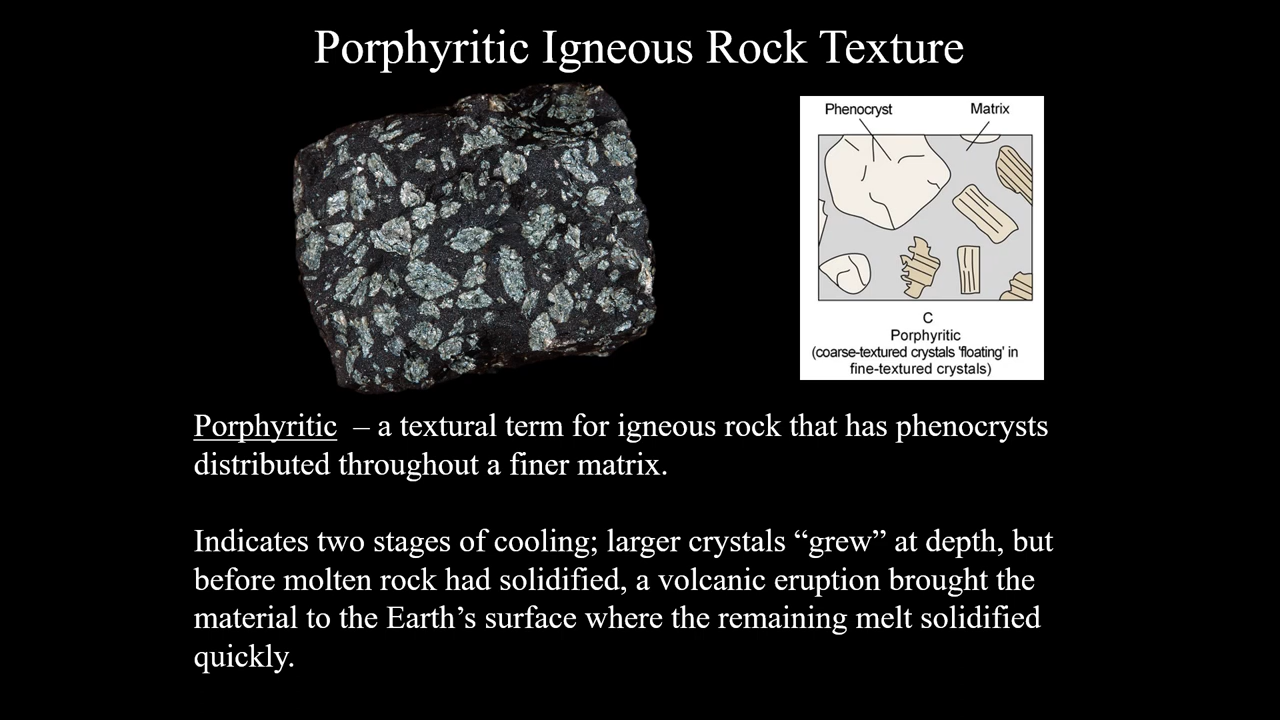 Porphyritic Igneous Rock Texture
Phenocryst Matrix
C
Porphyritic
(coarse-textured crystals 'floating' in
fine-textured crystals)
Porphyritic – a textural term for igneous rock that has phenocrysts
distributed throughout a finer matrix.
Indicates two stages of cooling; larger crystals “grew” at depth, but
before molten rock had solidified, a volcanic eruption brought the
material to the Earth’s surface where the remaining melt solidified
quickly.